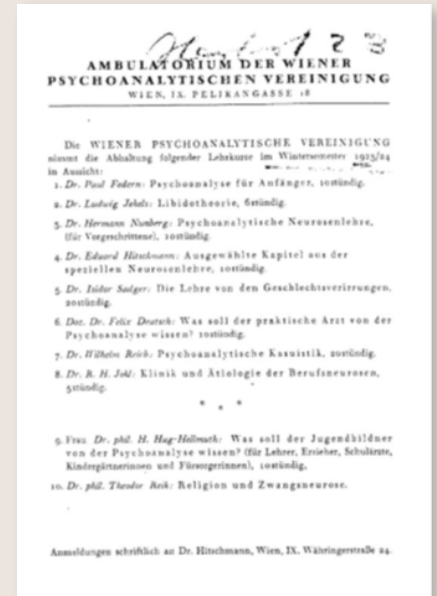 Herbst 1 2 3
AMBULATORIUM DER WIENER
PSYCHOANALYTISCHEN VEREINIGUNG
WIEN, IX. PELIKANGASSE 18
Die WIENER PSYCHOANALYTISCHE VEREINIGUNG
nimmt die Abhaltung folgender Lehrkurse im Wintersemester 1923/24
in Aussicht:
1. Dr. Paul Federn: Psychoanalyse für Anfänger, 10stündig.
2. Dr. Ludwig Jekels: Libidotheorie, 6stündig.
3. Dr. Hermann Nunberg: Psychoanalytische Neurosenlehre,
(für Vorgeschrittene), 10stündig.
4. Dr. Eduard Hitschmann: Ausgewählte Kapitel aus der
speziellen Neurosenlehre, 10stündig.
5. Dr. Isidor Sadger: Die Lehre von den Geschlechtsverirrungen,
20stündig.
6. Doz. Dr. Felix Deutsch: Was soll der praktische Arzt von der
Psychoanalyse wissen? 10stündig.
7. Dr. Wilhelm Reich: Psychoanalytische Kasuistik, 10stündig.
8. Dr. R. H. Jokl: Klinik und Ätiologie der Berufsneurosen,
5stündig.
* * *
9. Frau Dr. phil. H. Hug-Hellmuth: Was soll der Jugendbildner
von der Psychoanalyse wissen? (für Lehrer, Erzieher, Schulärzte,
Kindergärtnerinnen und Fürsorgerinnen), 10stündig,
10. Dr. phil. Theodor Reik: Religion und Zwangsneurose.
Anmeldungen schriftlich an Dr. Hitschmann, Wien, IX. Währingerstraße 24.